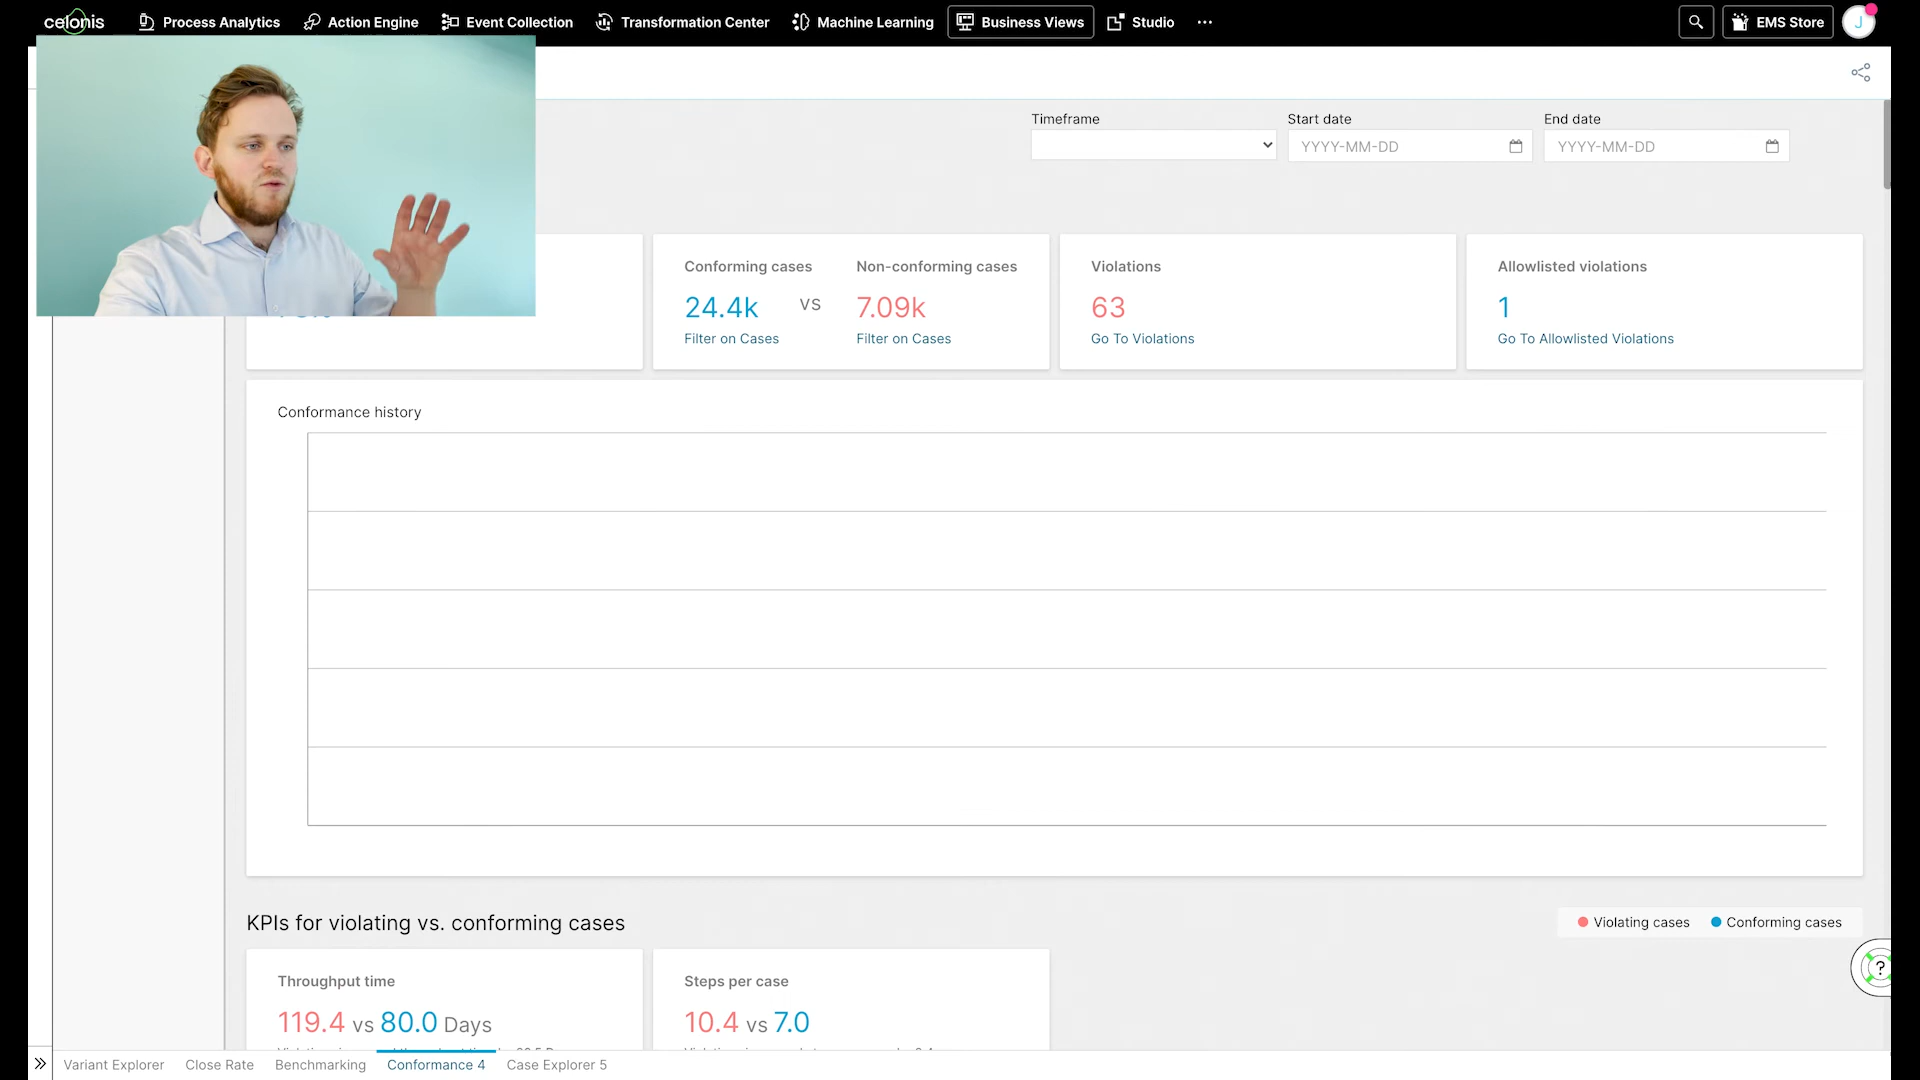 celonis
Process Analytics
Action Engine
Event Collection
Transformation Center
Machine Learning
Business Views
Studio
EMS Store
J
Timeframe
Start date
End date
YYYY-MM-DD
YYYY-MM-DD
Conforming cases
Non-conforming cases
24.4k
VS
7.09k
Filter on Cases
Filter on Cases
Violations
63
Go To Violations
Allowlisted violations
1
Go To Allowlisted Violations
Conformance history
KPIs for violating vs. conforming cases
Violating cases
Conforming cases
Throughput time
119.4 vs 80.0 Days
Steps per case
10.4 vs 7.0
?
Variant Explorer
Close Rate
Benchmarking
Conformance 4
Case Explorer 5